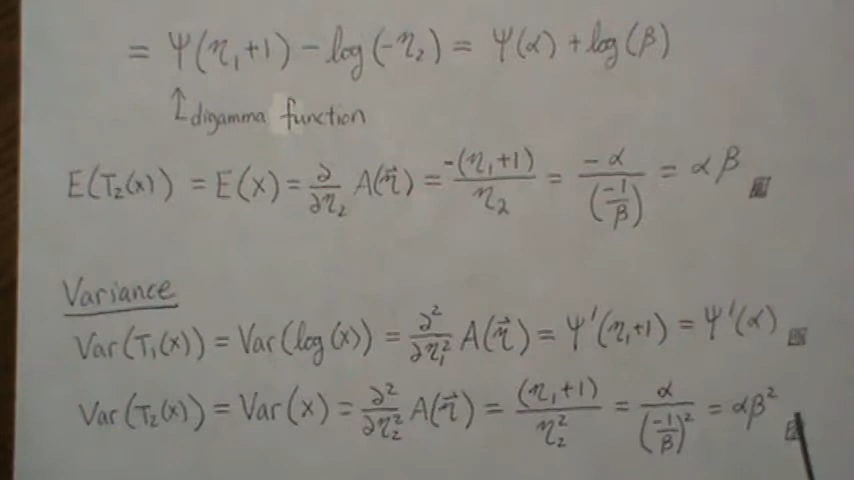 = Ψ(η₁+1) − log(−η₂) = Ψ(α) + log(β)
↑ digamma function
E(T₂(x)) = E(x) = ∂/∂η₂ A(η⃗) = −(η₁+1)/η₂ = −α/(−1/β) = αβ
Variance
Var(T₁(x)) = Var(log(x)) = ∂²/∂η₁² A(η⃗) = Ψ'(η₁+1) = Ψ'(α)
Var(T₂(x)) = Var(x) = ∂²/∂η₂² A(η⃗) = (η₁+1)/η₂² = α/(−1/β)² = αβ²